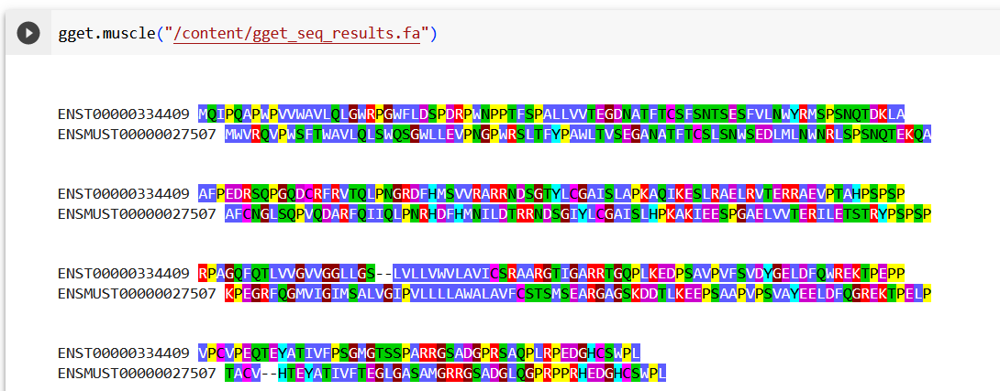 gget.muscle("/content/gget_seq_results.fa")
ENST00000334409 MQIPQAPWPVVWAVLQLGWRPGWFLDSPDRPWNPPTFSPALLVVTEGDNATFTCSFSNTSESFVLNWYRMSPSNQTDKLA
ENSMUST00000027507 MWVRQVPWSFTWAVLQLSWQSGWLLEVPNGPWRSLTFYPAWLTVSEGANATFTCSLSNWSEDLMLNWNRLSPSNQTEKQA
ENST00000334409 AFPEDRSQPGQDCRFRVTQLPNGRDFHMSVVRARRNDSGTYLCGAISLAPKAQIKESLRAELRVTERRAEVPTAHPSPSP
ENSMUST00000027507 AFCNGLSQPVQDARFQIIQLPNRHDFHMNILDTRRNDSGIYLCGAISLHPKAKIEESPGAELVVTERILETSTRYPSPSP
ENST00000334409 RPAGQFQTLVVGVVGGLLGS--LVLLVWVLAVICSRAARGTIGARRTGQPLKEDPSAVPVFSVDYGELDFQWREKTPEPP
ENSMUST00000027507 KPEGRFQGMVIGIMSALVGIPVLLLLAWALAVFCSTSMSEARGAGSKDDTLKEEPSAAPVPSVAYEELDFQGREKTPELP
ENST00000334409 VPCVPEQTEYATIVFPSGMGTSSPARRGSADGPRSAQPLRPEDGHCSWPL
ENSMUST00000027507 TACV--HTEYATIVFTEGLGASAMGRRGSADGLQGPRPPRHEDGHCSWPL